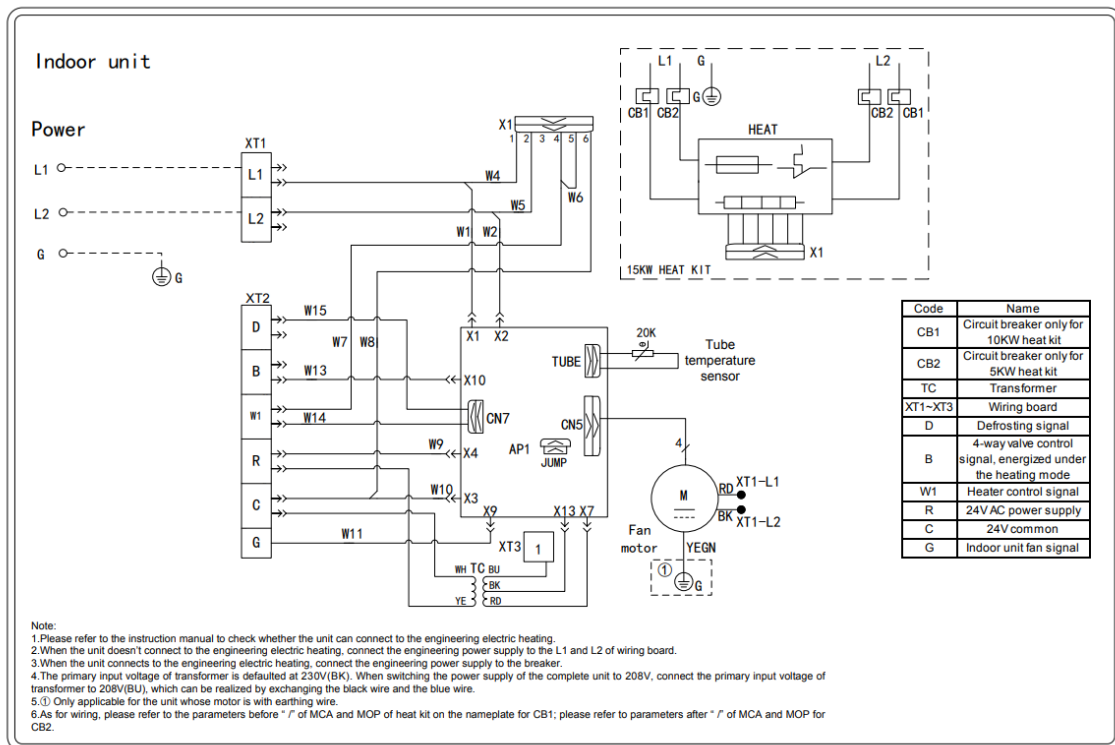 Indoor unit
Power
L1
L2
G
G
XT1
L1
L2
X1
1 2 3 4 5 6
W4
W5
W6
W1 W2
L1 G L2
G
CB1 CB2 CB2 CB1
HEAT
X1
15KW HEAT KIT
XT2
D
B
W1
R
C
G
W15
W13
W14
W7 W8
W9
W10
W11
X1 X2
X10
CN7
X4
X3
X9
X13 X7
TUBE
CN5
AP1
JUMP
20K
Tube
temperature
sensor
4
M
RD XT1-L1
BK XT1-L2
Fan
motor
YEGN
① G
XT3 1
WH TC BU
BK
YE RD
Code Name
CB1 Circuit breaker only for
10KW heat kit
CB2 Circuit breaker only for
5KW heat kit
TC Transformer
XT1~XT3 Wiring board
D Defrosting signal
B 4-way valve control
signal, energized under
the heating mode
W1 Heater control signal
R 24V AC power supply
C 24V common
G Indoor unit fan signal
Note:
1.Please refer to the instruction manual to check whether the unit can connect to the engineering electric heating.
2.When the unit doesn't connect to the engineering electric heating, connect the engineering power supply to the L1 and L2 of wiring board.
3.When the unit connects to the engineering electric heating, connect the engineering power supply to the breaker.
4.The primary input voltage of transformer is defaulted at 230V(BK). When switching the power supply of the complete unit to 208V, connect the primary input voltage of
transformer to 208V(BU), which can be realized by exchanging the black wire and the blue wire.
5.① Only applicable for the unit whose motor is with earthing wire.
6.As for wiring, please refer to the parameters before " /" of MCA and MOP of heat kit on the nameplate for CB1; please refer to parameters after " /" of MCA and MOP for
CB2.